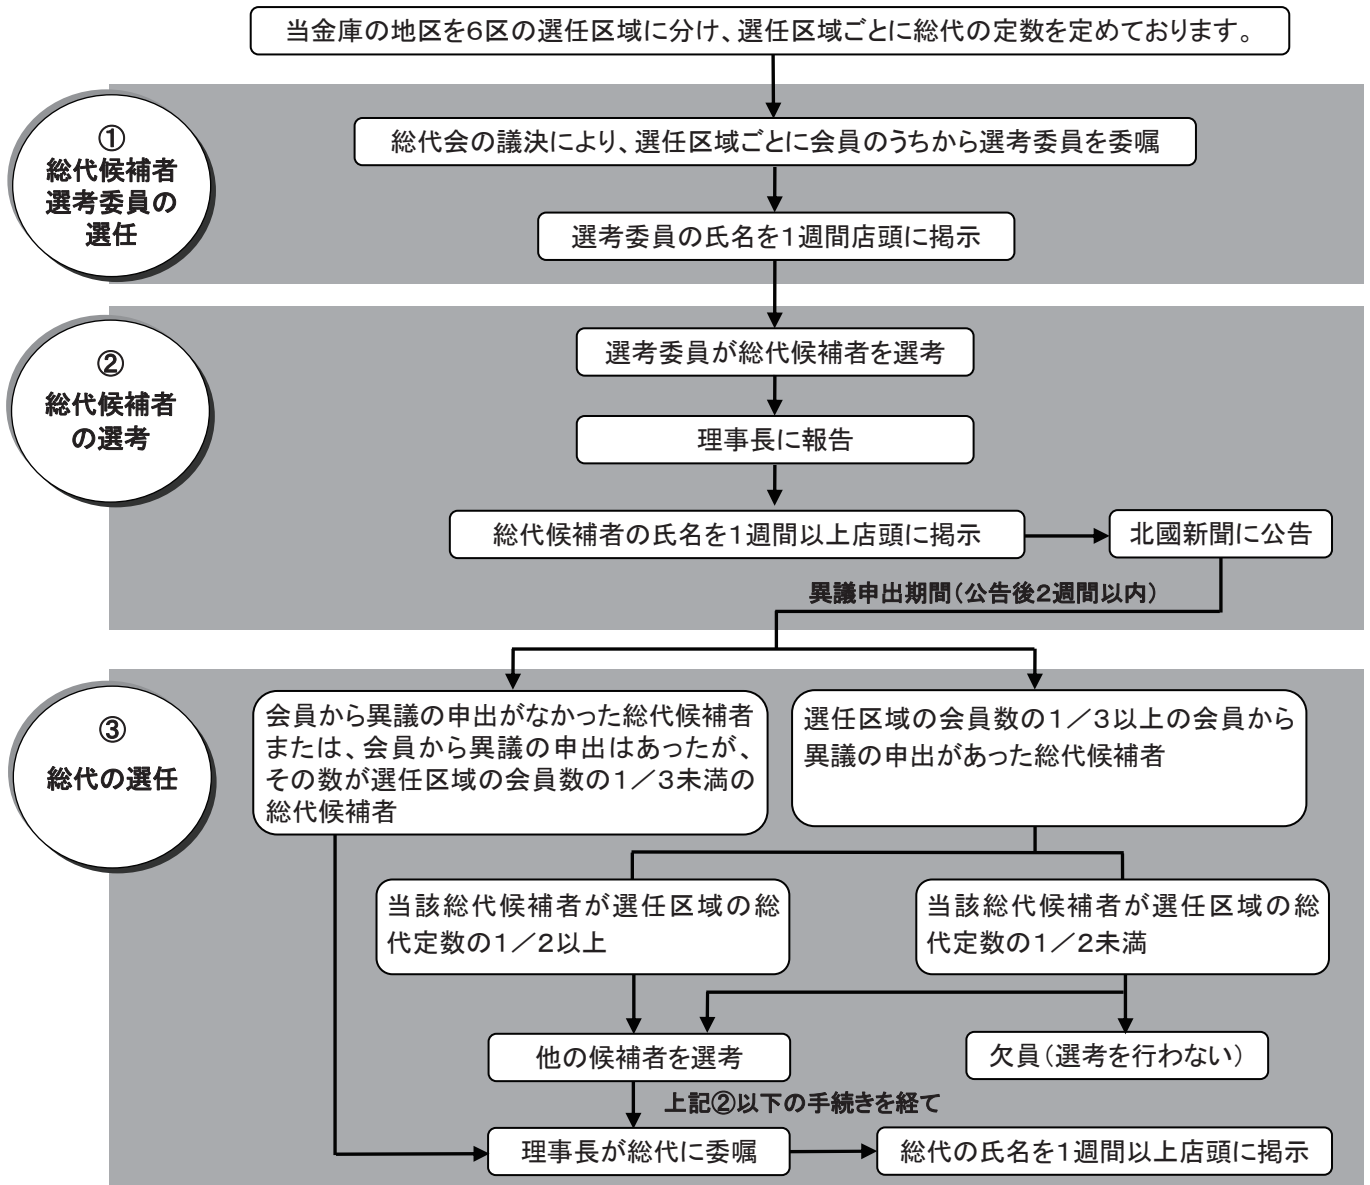 当金庫の地区を6区の選任区域に分け、選任区域ごとに総代の定数を定めております。
①
総代候補者
選考委員の
選任
総代会の議決により、選任区域ごとに会員のうちから選考委員を委嘱
選考委員の氏名を1週間店頭に掲示
②
総代候補者
の選考
選考委員が総代候補者を選考
理事長に報告
総代候補者の氏名を1週間以上店頭に掲示
北國新聞に公告
異議申出期間(公告後2週間以内)
③
総代の選任
会員から異議の申出がなかった総代候補者
または、会員から異議の申出はあったが、
その数が選任区域の会員数の1/3未満の
総代候補者
選任区域の会員数の1/3以上の会員から
異議の申出があった総代候補者
当該総代候補者が選任区域の総
代定数の1/2以上
当該総代候補者が選任区域の総
代定数の1/2未満
他の候補者を選考
欠員(選考を行わない)
上記②以下の手続きを経て
理事長が総代に委嘱
総代の氏名を1週間以上店頭に掲示